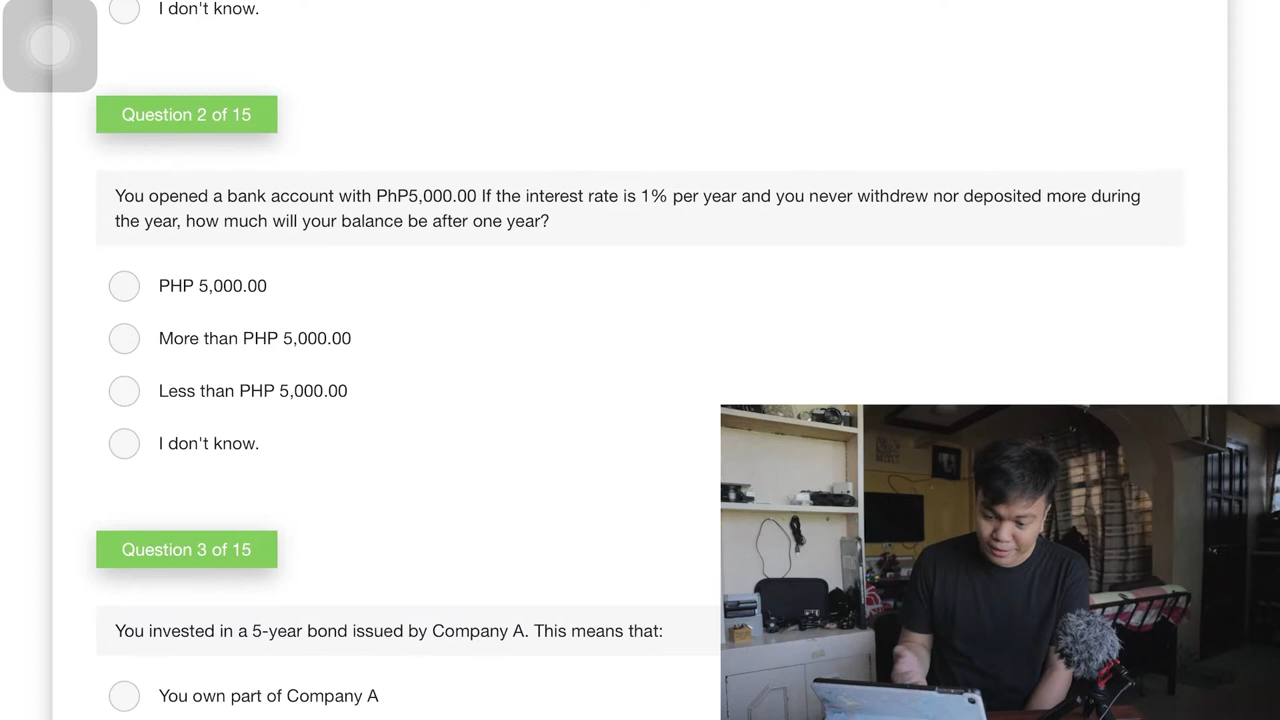 I don't know.
Question 2 of 15
You opened a bank account with PhP5,000.00 If the interest rate is 1% per year and you never withdrew nor deposited more during
the year, how much will your balance be after one year?
PHP 5,000.00
More than PHP 5,000.00
Less than PHP 5,000.00
I don't know.
Question 3 of 15
You invested in a 5-year bond issued by Company A. This means that:
You own part of Company A